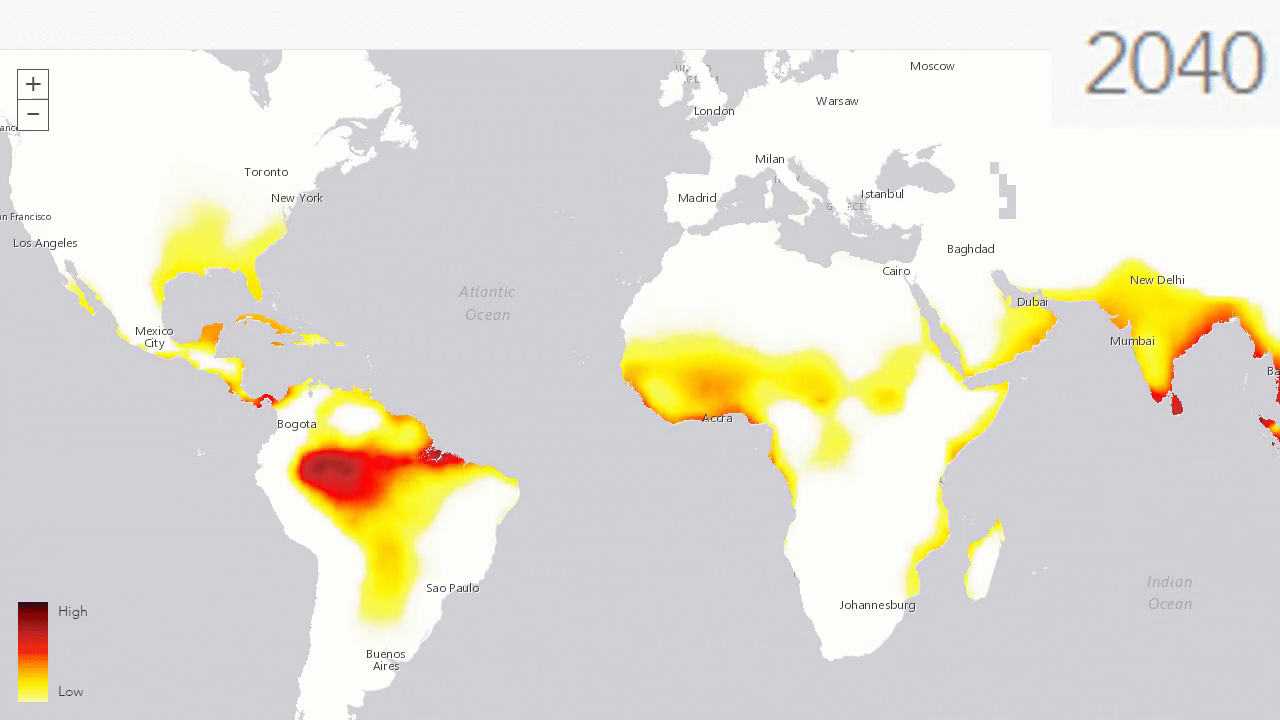 2040
+
−
Moscow
London
Warsaw
Toronto
New York
Milan
Madrid
Istanbul
n Francisco
Los Angeles
Baghdad
Cairo
New Delhi
Dubai
Atlantic
Ocean
Mexico
City
Mumbai
Bogota
Accra
Sao Paulo
Johannesburg
Indian
Ocean
Buenos
Aires
High
Low